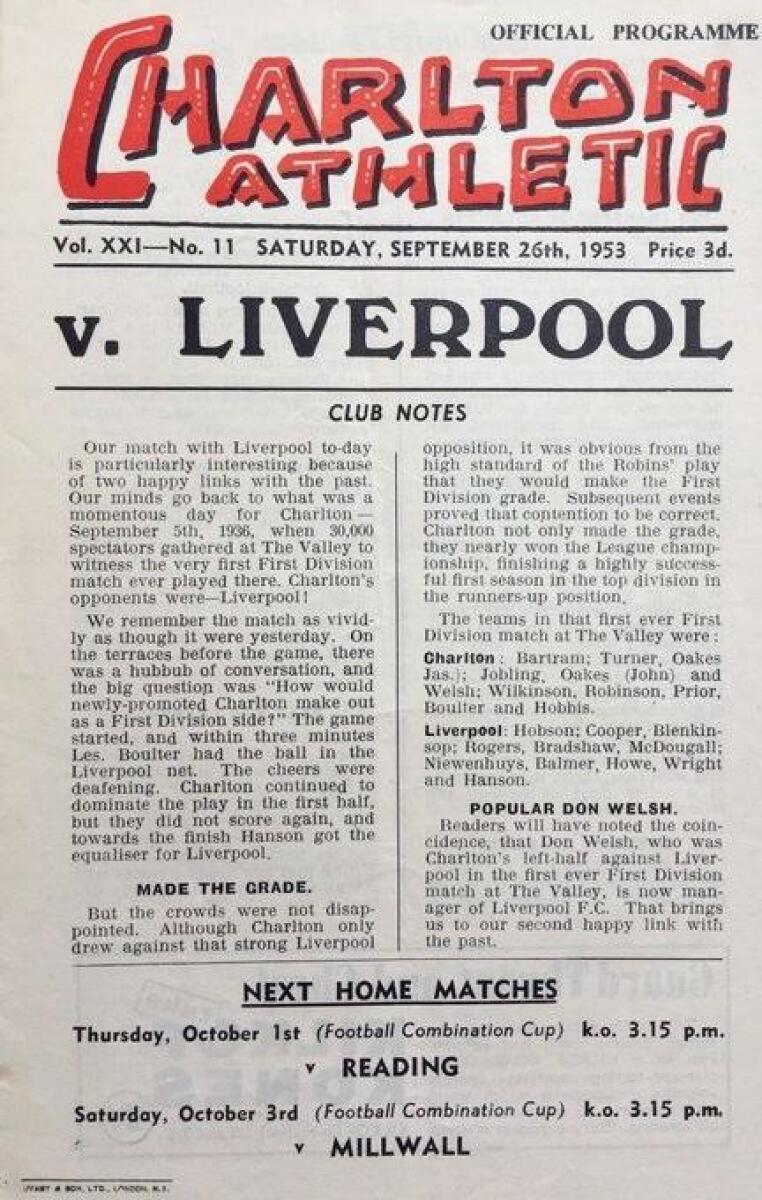 OFFICIAL PROGRAMME
CHARLTON
ATHLETIC
Vol. XXI—No. 11 SATURDAY, SEPTEMBER 26th, 1953 Price 3d.
v. LIVERPOOL
CLUB NOTES
Our match with Liverpool to-day
is particularly interesting because
of two happy links with the past.
Our minds go back to what was a
momentous day for Charlton —
September 5th, 1936, when 30,000
spectators gathered at The Valley to
witness the very first First Division
match ever played there. Charlton's
opponents were—Liverpool!
We remember the match as vivid-
ly as though it were yesterday. On
the terraces before the game, there
was a hubbub of conversation, and
the big question was "How would
newly-promoted Charlton make out
as a First Division side?" The game
started, and within three minutes
Les. Boulter had the ball in the
Liverpool net. The cheers were
deafening. Charlton continued to
dominate the play in the first half,
but they did not score again, and
towards the finish Hanson got the
equaliser for Liverpool.
MADE THE GRADE.
But the crowds were not disap-
pointed. Although Charlton only
drew against that strong Liverpool
opposition, it was obvious from the
high standard of the Robins' play
that they would make the First
Division grade. Subsequent events
proved that contention to be correct.
Charlton not only made the grade,
they nearly won the League champ-
ionship, finishing a highly success-
ful first season in the top division in
the runners-up position.
The teams in that first ever First
Division match at The Valley were:
Charlton: Bartram; Turner, Oakes
Jas.); Jobling, Oakes (John) and
Welsh; Wilkinson, Robinson, Prior,
Boulter and Hobbis.
Liverpool: Hobson; Cooper, Blenkin-
sop; Rogers, Bradshaw, McDougall;
Niewenhuys, Balmer, Howe, Wright
and Hanson.
POPULAR DON WELSH.
Readers will have noted the coin-
cidence, that Don Welsh, who was
Charlton's left-half against Liver-
pool in the first ever First Division
match at The Valley, is now man-
ager of Liverpool F.C. That brings
us to our second happy link with
the past.
NEXT HOME MATCHES
Thursday, October 1st (Football Combination Cup) k.o. 3.15 p.m.
v READING
Saturday, October 3rd (Football Combination Cup) k.o. 3.15 p.m.
v MILLWALL
& SON, LTD., LONDON,